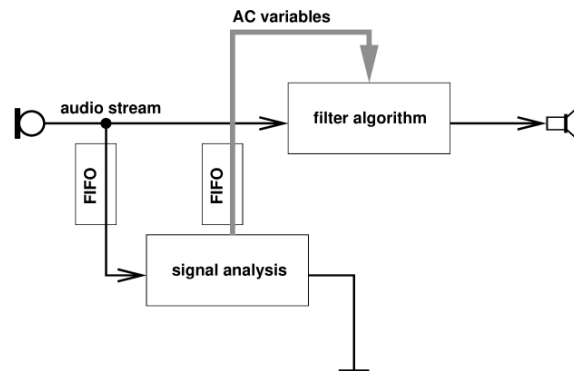 AC variables
audio stream
filter algorithm
FIFO
FIFO
signal analysis